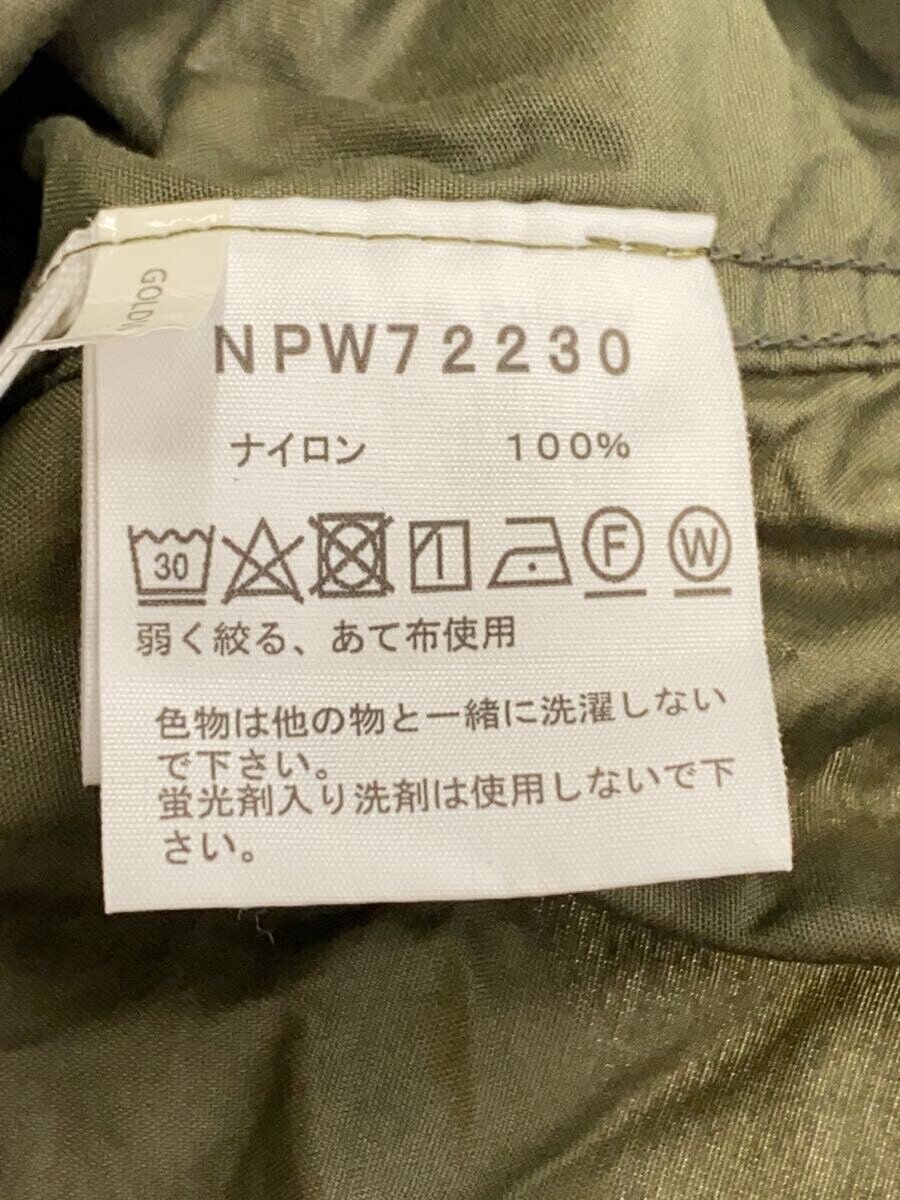 GOLDW
NPW72230
ナイロン 100%
30 F W
弱く絞る、あて布使用
色物は他の物と一緒に洗濯しない
で下さい。
蛍光剤入り洗剤は使用しないで下
さい。